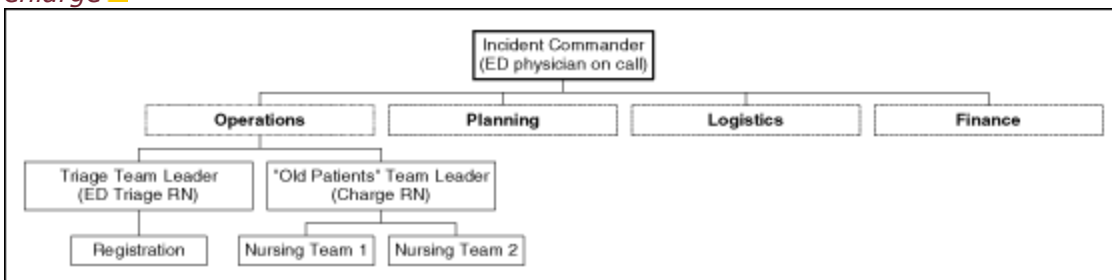 enlarge
Incident Commander
(ED physician on call)
Operations
Planning
Logistics
Finance
Triage Team Leader
(ED Triage RN)
"Old Patients" Team Leader
(Charge RN)
Registration
Nursing Team 1
Nursing Team 2